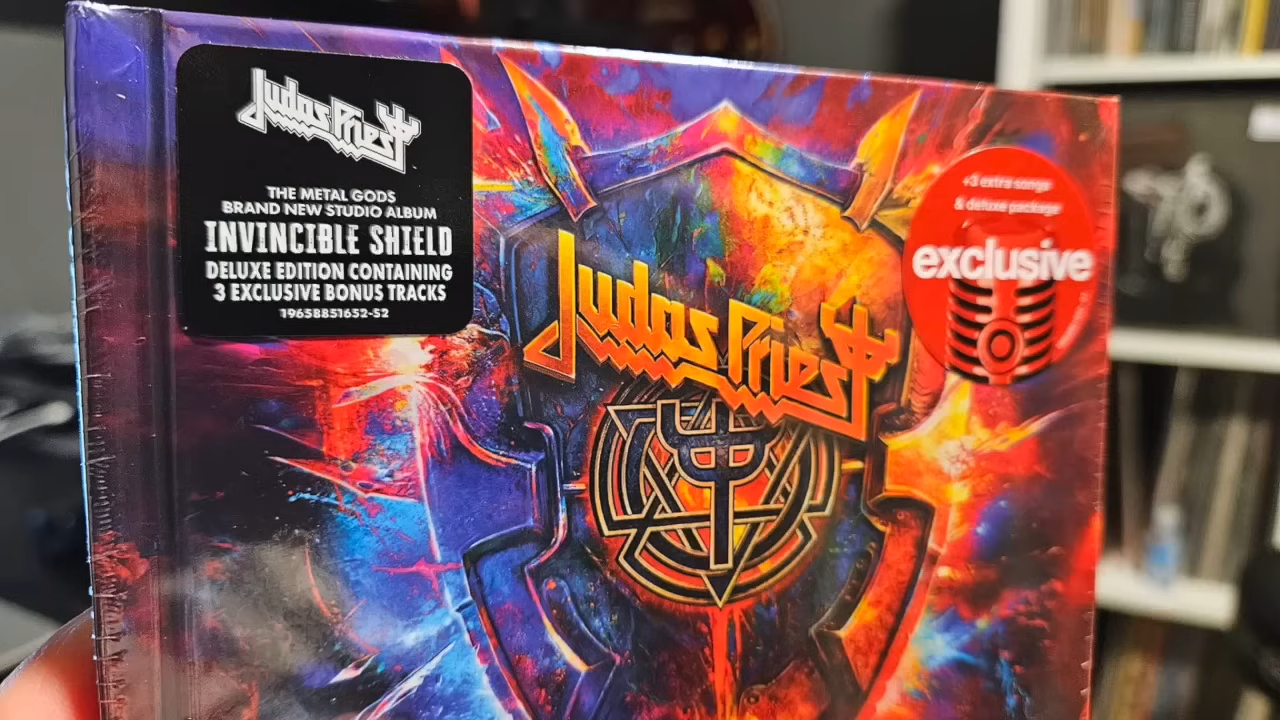 Judas Priest
THE METAL GODS
BRAND NEW STUDIO ALBUM
INVINCIBLE SHIELD
DELUXE EDITION CONTAINING
3 EXCLUSIVE BONUS TRACKS
19658851652-S2
+3 extra songs
& deluxe package
exclusive
Judas Priest